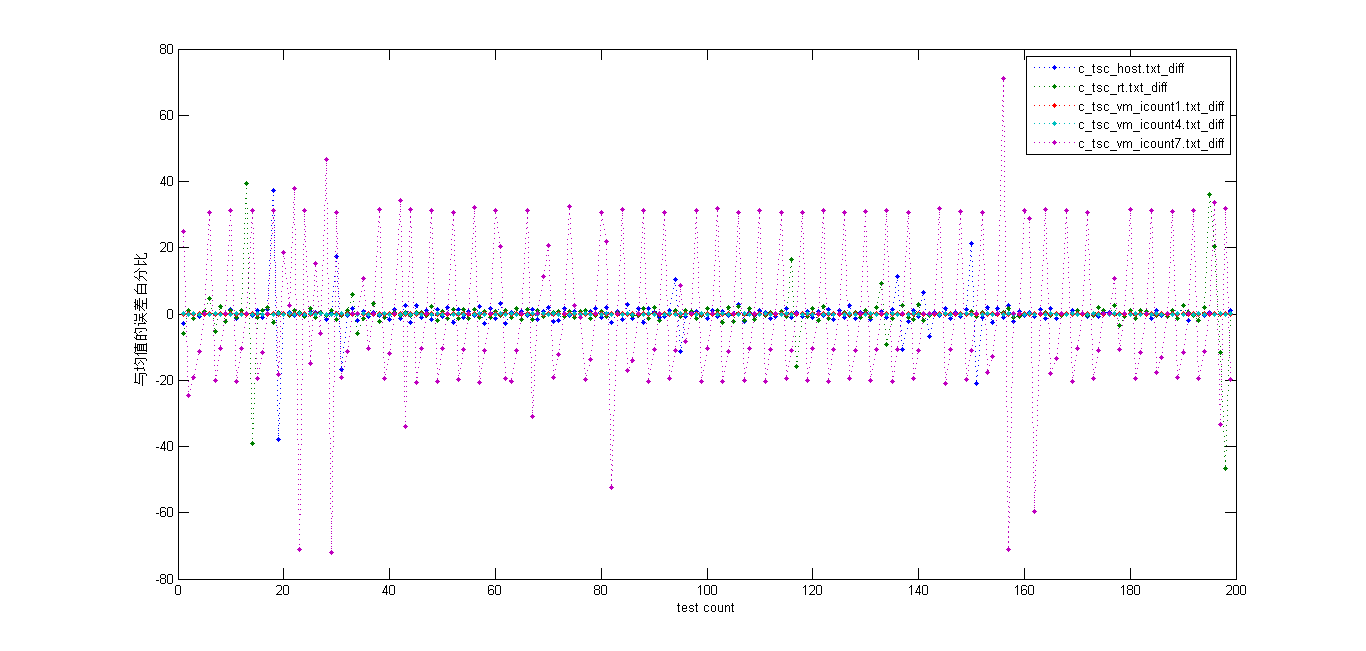 80
60
40
20
0
-20
-40
-60
-80
与均值的误差百分比
0 20 40 60 80 100 120 140 160 180 200
test count
c_tsc_host.txt_diff
c_tsc_rt.txt_diff
c_tsc_vm_icount1.txt_diff
c_tsc_vm_icount4.txt_diff
c_tsc_vm_icount7.txt_diff